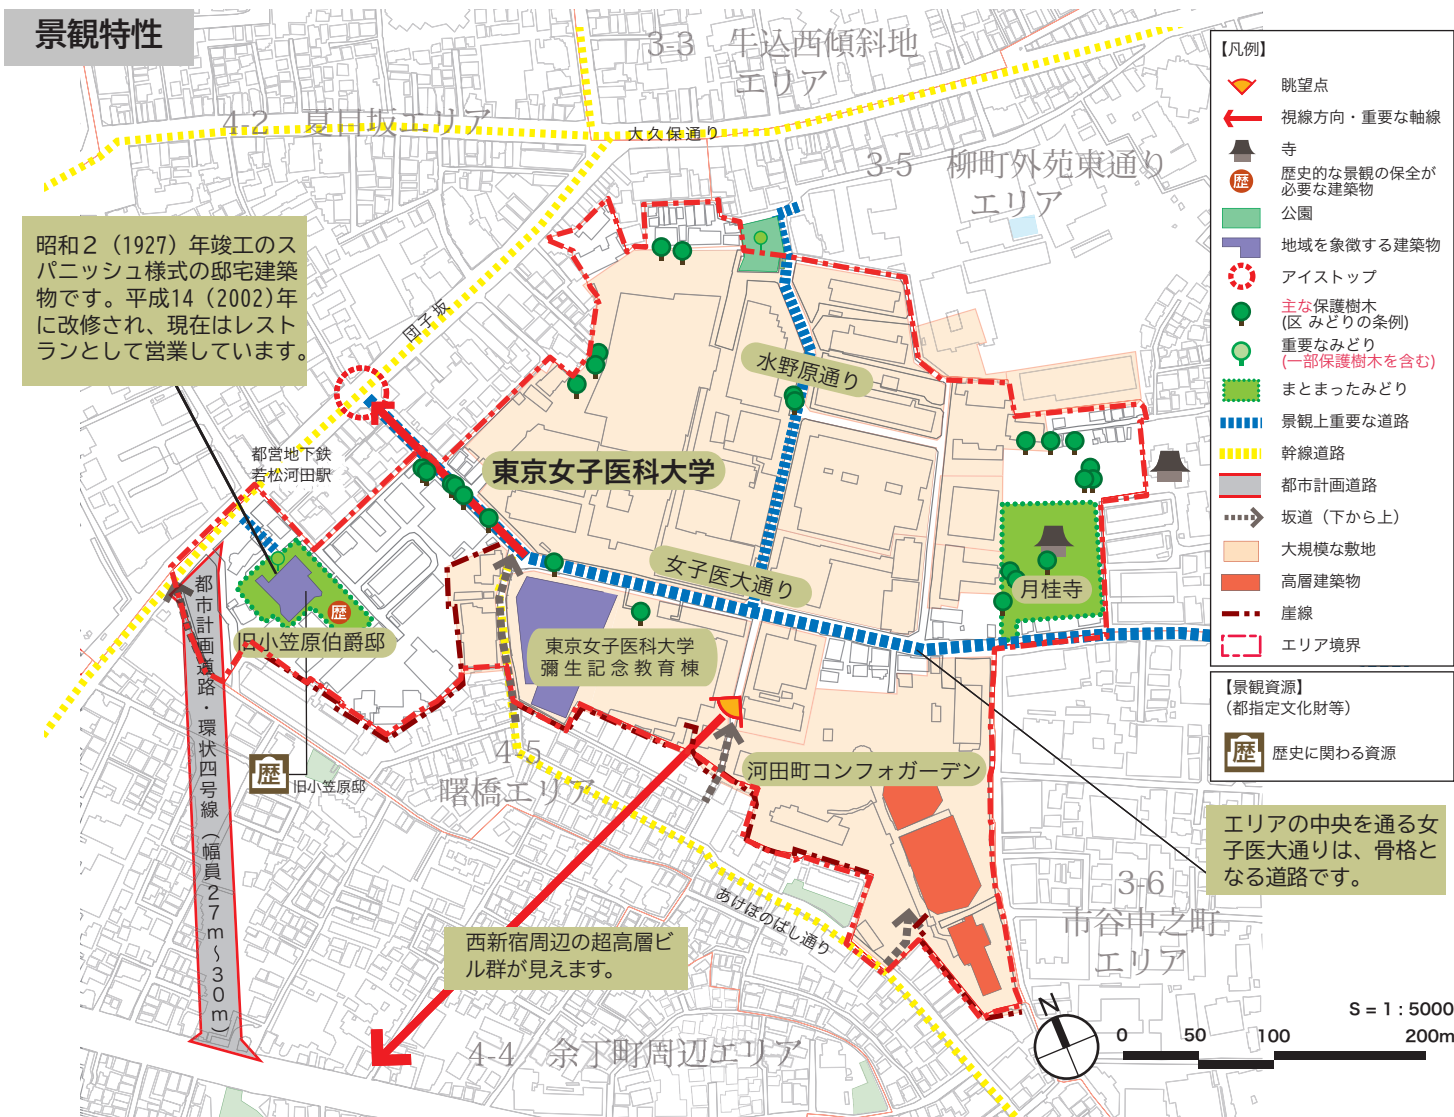 景観特性
3-3 牛込西傾斜地
エリア
4-2 夏目坂エリア
大久保通り
3-5 柳町外苑東通り
エリア
昭和２（1927）年竣工のス
パニッシュ様式の邸宅建築
物です。平成14（2002）年
に改修され、現在はレスト
ランとして営業しています。
団子坂
水野原通り
都営地下鉄
若松河田駅
東京女子医科大学
女子医大通り
月桂寺
歴
旧小笠原伯爵邸
東京女子医科大学
彌生記念教育棟
都市計画道路・環状四号線（幅員２７ｍ～３０ｍ）
歴
旧小笠原邸
4-5
曙橋エリア
河田町コンフォガーデン
あけぼのばし通り
西新宿周辺の超高層ビ
ル群が見えます。
エリアの中央を通る女
子医大通りは、骨格と
なる道路です。
3-6
市谷中之町
エリア
4-4 余丁町周辺エリア
N
S = 1 : 5000
0 50 100 200m
【凡例】
眺望点
視線方向・重要な軸線
寺
歴
歴史的な景観の保全が
必要な建築物
公園
地域を象徴する建築物
アイストップ
主な保護樹木
(区 みどりの条例)
重要なみどり
(一部保護樹木を含む)
まとまったみどり
景観上重要な道路
幹線道路
都市計画道路
坂道（下から上）
大規模な敷地
高層建築物
崖線
エリア境界
【景観資源】
（都指定文化財等）
歴
歴史に関わる資源